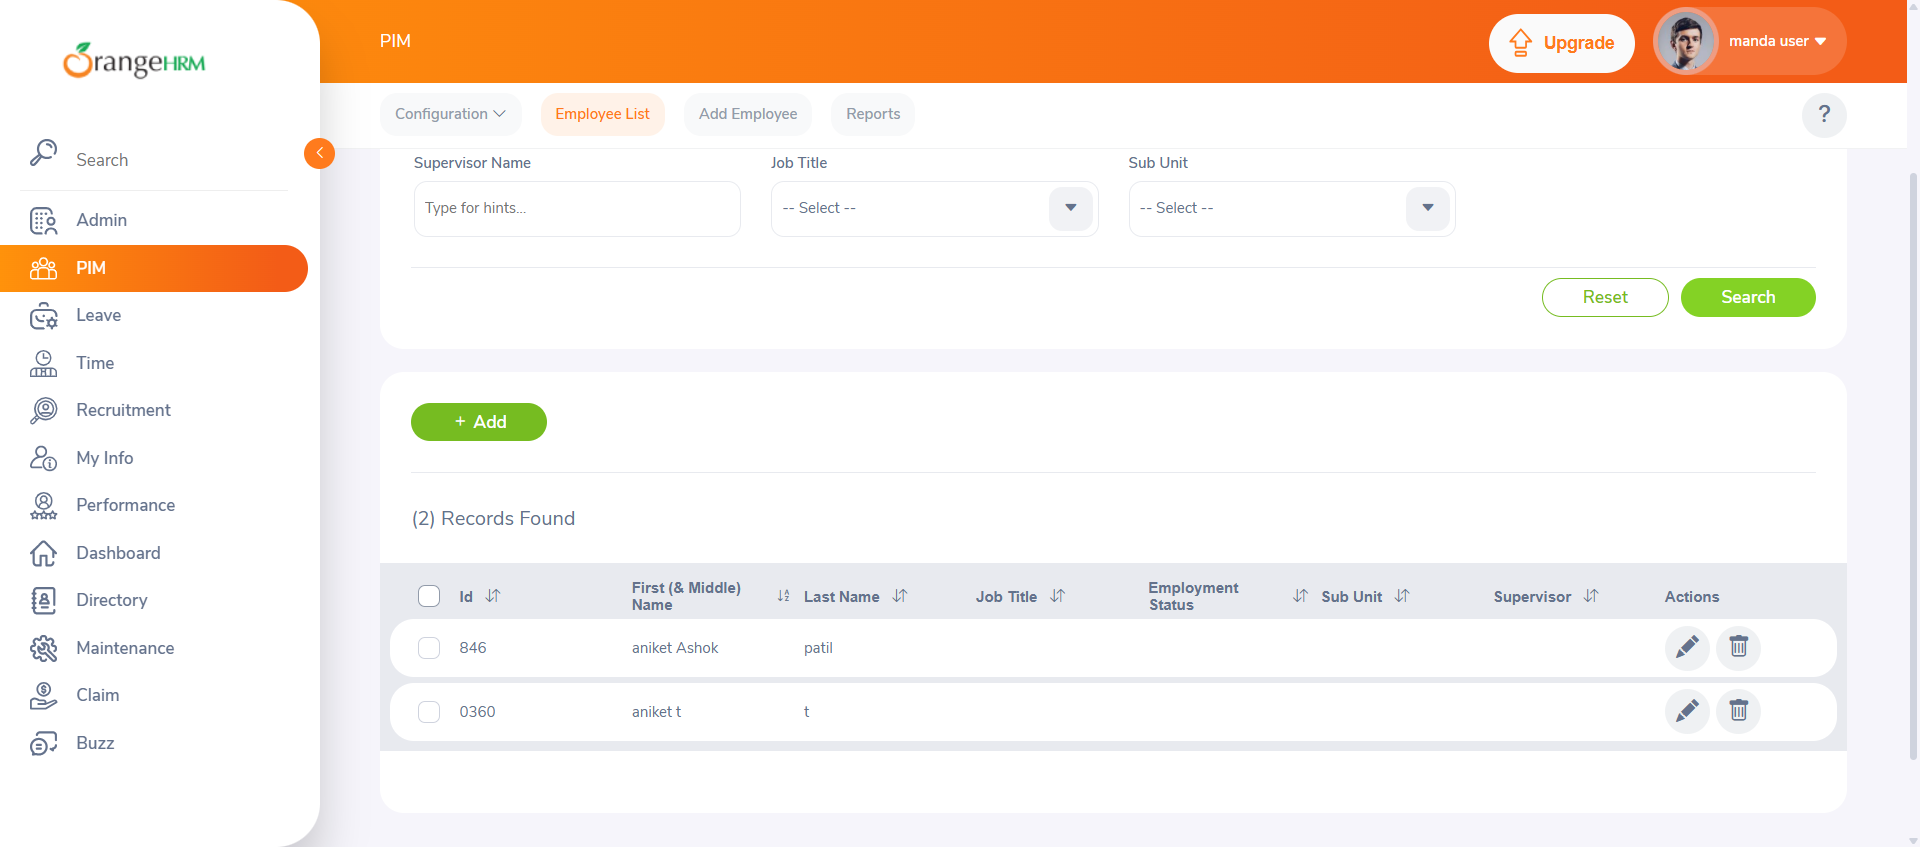 OrangeHRM
PIM
Upgrade
manda user
Configuration
Employee List
Add Employee
Reports
?
Search
Admin
PIM
Leave
Time
Recruitment
My Info
Performance
Dashboard
Directory
Maintenance
Claim
Buzz
Supervisor Name
Job Title
Sub Unit
Type for hints...
-- Select --
-- Select --
Reset
Search
+ Add
(2) Records Found
Id
First (& Middle)
Name
Last Name
Job Title
Employment
Status
Sub Unit
Supervisor
Actions
846
aniket Ashok
patil
0360
aniket t
t